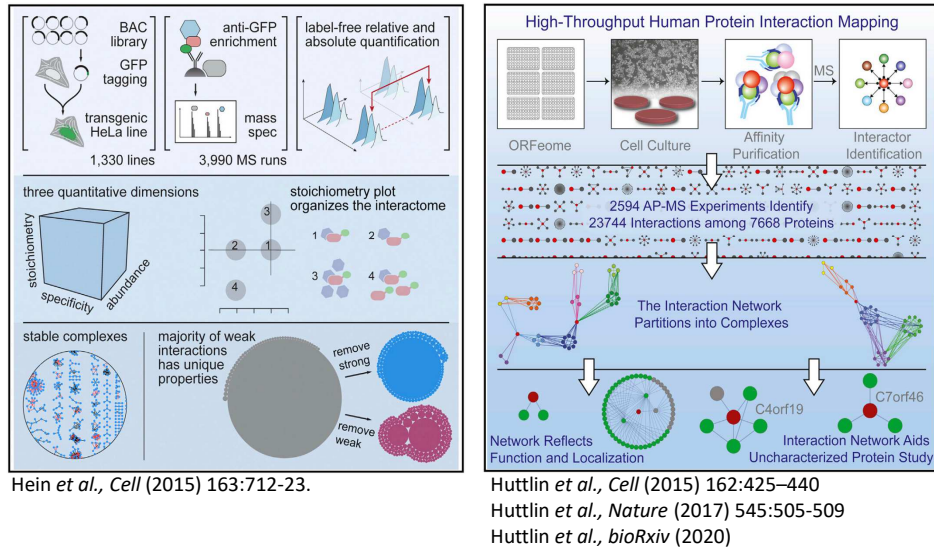 BAC
library
GFP
tagging
transgenic
HeLa line
1,330 lines
anti-GFP
enrichment
mass
spec
3,990 MS runs
label-free relative and
absolute quantification
three quantitative dimensions
stoichiometry
specificity
abundance
3
2
1
4
stoichiometry plot
organizes the interactome
1
2
3
4
stable complexes
majority of weak
interactions
has unique
properties
remove
strong
remove
weak
Hein et al., Cell (2015) 163:712-23.
High-Throughput Human Protein Interaction Mapping
MS
ORFeome
Cell Culture
Affinity
Purification
Interactor
Identification
2594 AP-MS Experiments Identify
23744 Interactions among 7668 Proteins
The Interaction Network
Partitions into Complexes
C4orf19
C7orf46
Network Reflects
Function and Localization
Interaction Network Aids
Uncharacterized Protein Study
Huttlin et al., Cell (2015) 162:425–440
Huttlin et al., Nature (2017) 545:505-509
Huttlin et al., bioRxiv (2020)